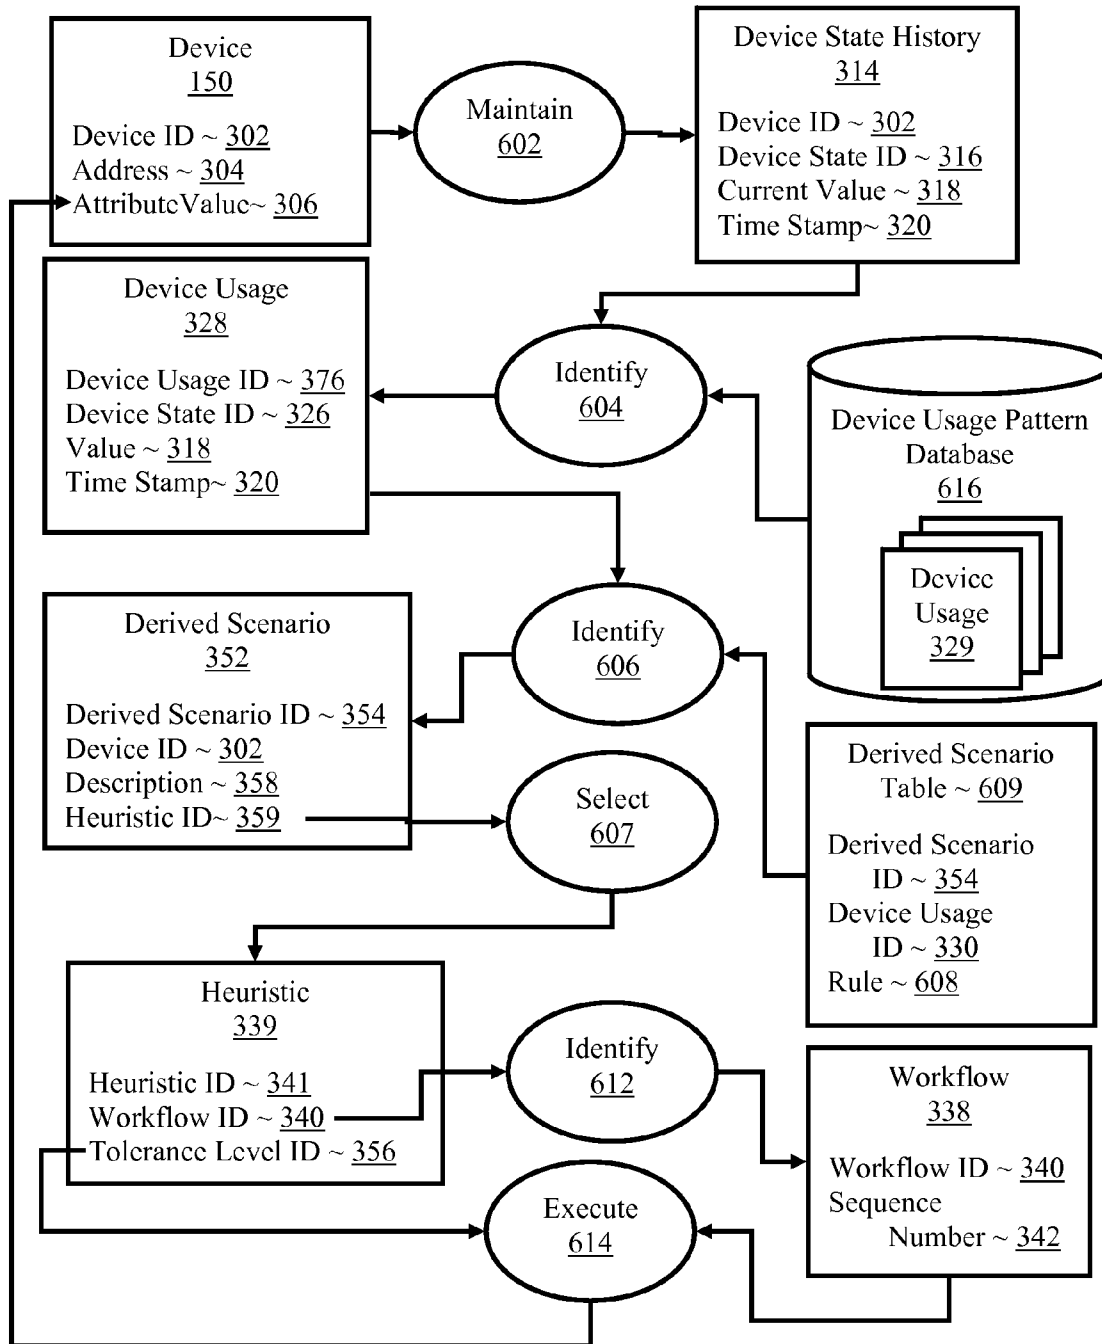 Device
150
Device ID ~ 302
Address ~ 304
AttributeValue~ 306
Maintain
602
Device State History
314
Device ID ~ 302
Device State ID ~ 316
Current Value ~ 318
Time Stamp~ 320
Device Usage
328
Device Usage ID ~ 376
Device State ID ~ 326
Value ~ 318
Time Stamp~ 320
Identify
604
Device Usage Pattern
Database
616
Device
Usage
329
Derived Scenario
352
Derived Scenario ID ~ 354
Device ID ~ 302
Description ~ 358
Heuristic ID~ 359
Identify
606
Select
607
Derived Scenario
Table ~ 609
Derived Scenario
ID ~ 354
Device Usage
ID ~ 330
Rule ~ 608
Heuristic
339
Heuristic ID ~ 341
Workflow ID ~ 340
Tolerance Level ID ~ 356
Identify
612
Execute
614
Workflow
338
Workflow ID ~ 340
Sequence
Number ~ 342